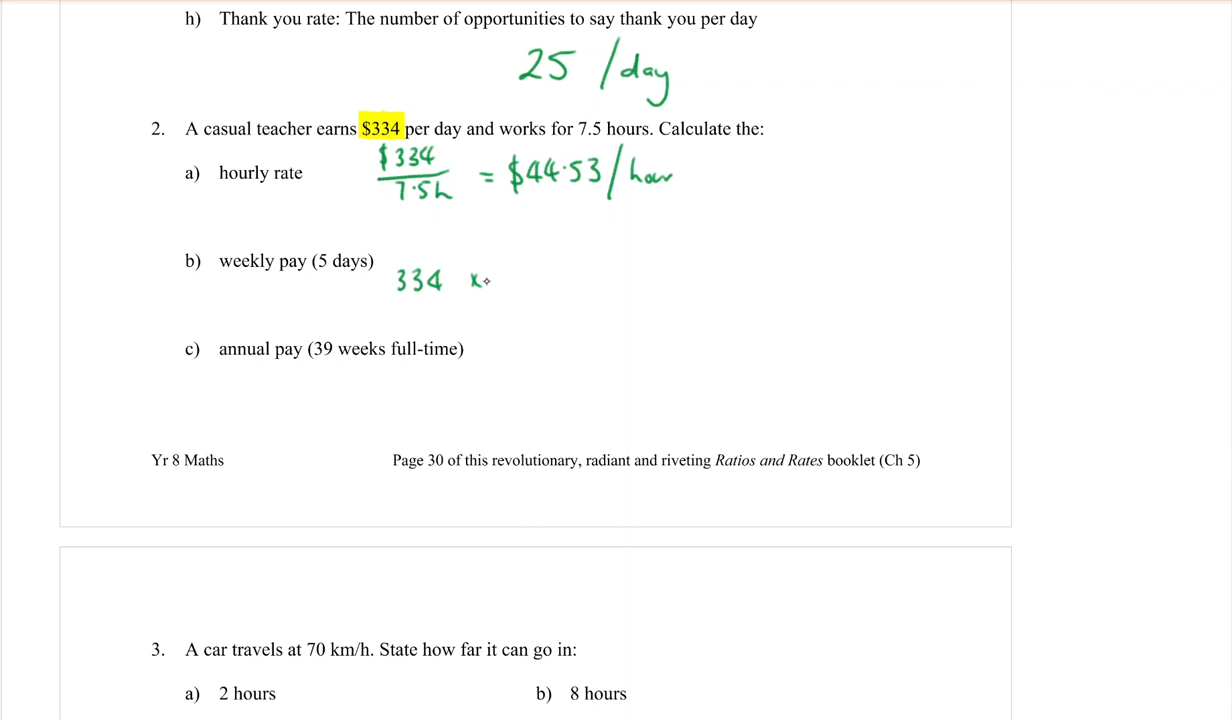 h) Thank you rate: The number of opportunities to say thank you per day
25 /day
2. A casual teacher earns $334 per day and works for 7.5 hours. Calculate the:
a) hourly rate
$334
7.5h
= $44.53/hour
b) weekly pay (5 days)
334 x
c) annual pay (39 weeks full-time)
Yr 8 Maths Page 30 of this revolutionary, radiant and riveting Ratios and Rates booklet (Ch 5)
3. A car travels at 70 km/h. State how far it can go in:
a) 2 hours b) 8 hours